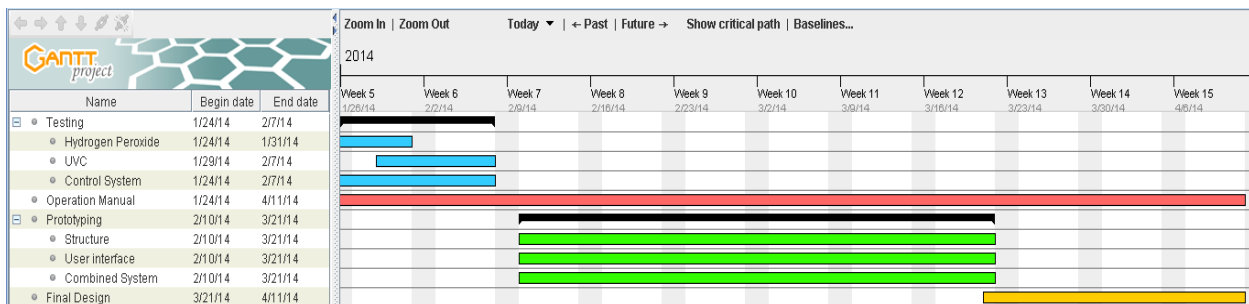 Zoom In | Zoom Out Today ▼ | ← Past | Future → Show critical path | Baselines...
GANTT project
2014
Name Begin date End date
Week 5 Week 6 Week 7 Week 8 Week 9 Week 10 Week 11 Week 12 Week 13 Week 14 Week 15
1/26/14 2/2/14 2/9/14 2/16/14 2/23/14 3/2/14 3/9/14 3/16/14 3/23/14 3/30/14 4/6/14
Testing 1/24/14 2/7/14
Hydrogen Peroxide 1/24/14 1/31/14
UVC 1/29/14 2/7/14
Control System 1/24/14 2/7/14
Operation Manual 1/24/14 4/11/14
Prototyping 2/10/14 3/21/14
Structure 2/10/14 3/21/14
User interface 2/10/14 3/21/14
Combined System 2/10/14 3/21/14
Final Design 3/21/14 4/11/14